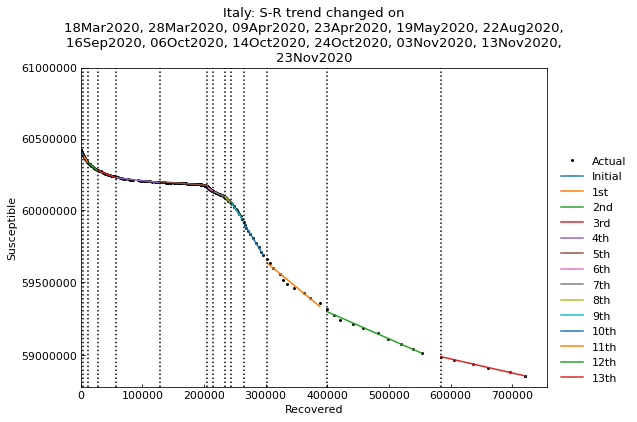 Italy: S-R trend changed on
18Mar2020, 28Mar2020, 09Apr2020, 23Apr2020, 19May2020, 22Aug2020,
16Sep2020, 06Oct2020, 14Oct2020, 24Oct2020, 03Nov2020, 13Nov2020,
23Nov2020
61000000
60500000
60000000
59500000
59000000
Susceptible
0
100000
200000
300000
400000
500000
600000
700000
Recovered
Actual
Initial
1st
2nd
3rd
4th
5th
6th
7th
8th
9th
10th
11th
12th
13th